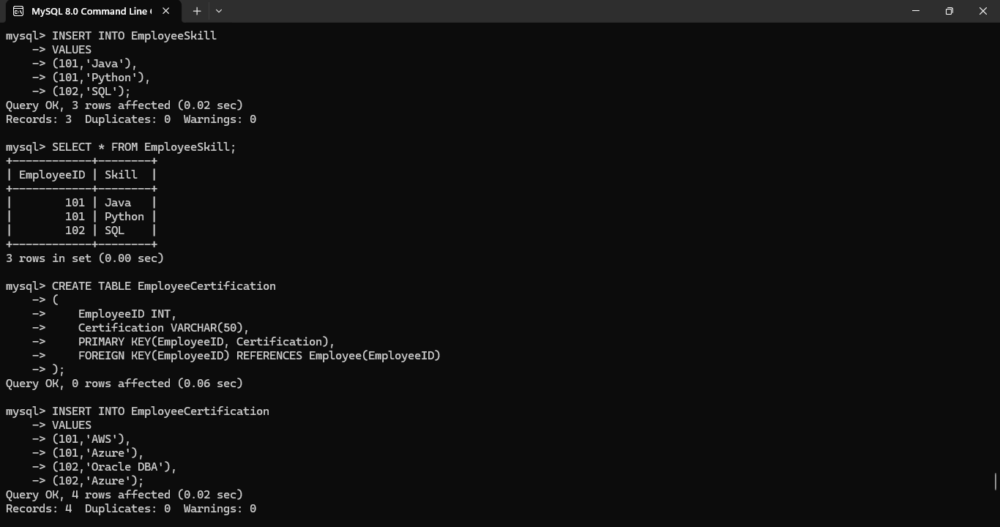 MySQL 8.0 Command Line
mysql> INSERT INTO EmployeeSkill
    -> VALUES
    -> (101,'Java'),
    -> (101,'Python'),
    -> (102,'SQL');
Query OK, 3 rows affected (0.02 sec)
Records: 3  Duplicates: 0  Warnings: 0

mysql> SELECT * FROM EmployeeSkill;
+------------+--------+
| EmployeeID | Skill  |
+------------+--------+
|        101 | Java   |
|        101 | Python |
|        102 | SQL    |
+------------+--------+
3 rows in set (0.00 sec)

mysql> CREATE TABLE EmployeeCertification
    -> (
    ->     EmployeeID INT,
    ->     Certification VARCHAR(50),
    ->     PRIMARY KEY(EmployeeID, Certification),
    ->     FOREIGN KEY(EmployeeID) REFERENCES Employee(EmployeeID)
    -> );
Query OK, 0 rows affected (0.06 sec)

mysql> INSERT INTO EmployeeCertification
    -> VALUES
    -> (101,'AWS'),
    -> (101,'Azure'),
    -> (102,'Oracle DBA'),
    -> (102,'Azure');
Query OK, 4 rows affected (0.02 sec)
Records: 4  Duplicates: 0  Warnings: 0